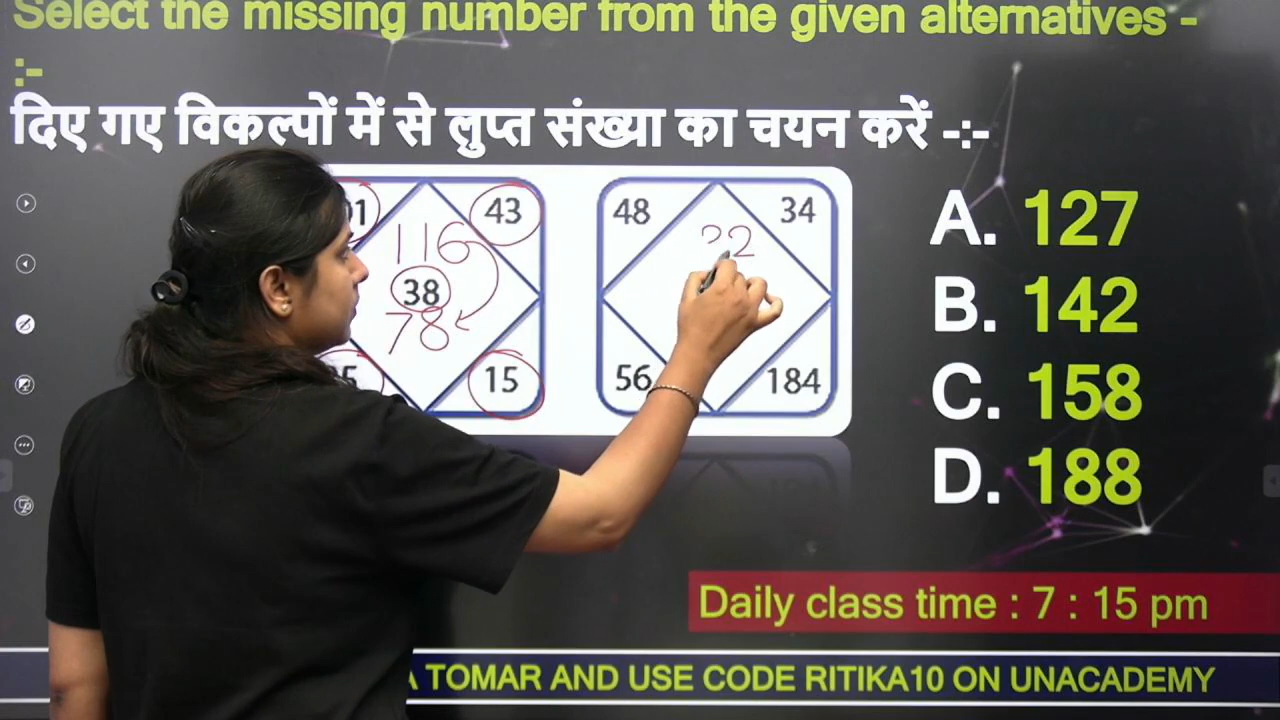 Select the missing number from the given alternatives -
:-
दिए गए विकल्पों में से लुप्त संख्या का चयन करें -:-
43
116
38
78
15
48
34
22
56
184
A. 127
B. 142
C. 158
D. 188
Daily class time : 7 : 15 pm
TOMAR AND USE CODE RITIKA10 ON UNACADEMY